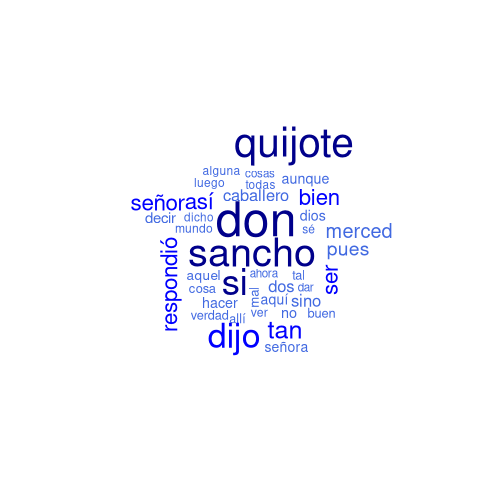 quijote
alguna cosas
luego todas aunque
señor así caballero bien
decir dicho don dios
mundo sé merced
respondió sancho pues
aquel ahora tal ser
cosa si dos dar
hacer mal aquí sino
verdad allí ver no buen
dijo tan
señora